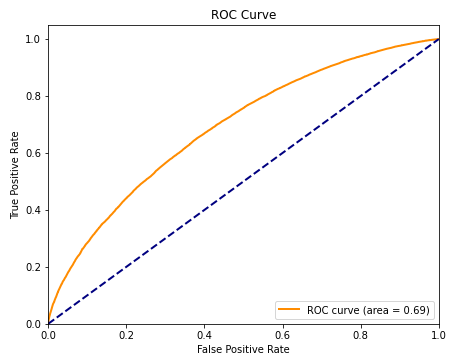 ROC Curve
True Positive Rate
1.0
0.8
0.6
0.4
0.2
0.0
ROC curve (area = 0.69)
0.0 0.2 0.4 0.6 0.8 1.0
False Positive Rate